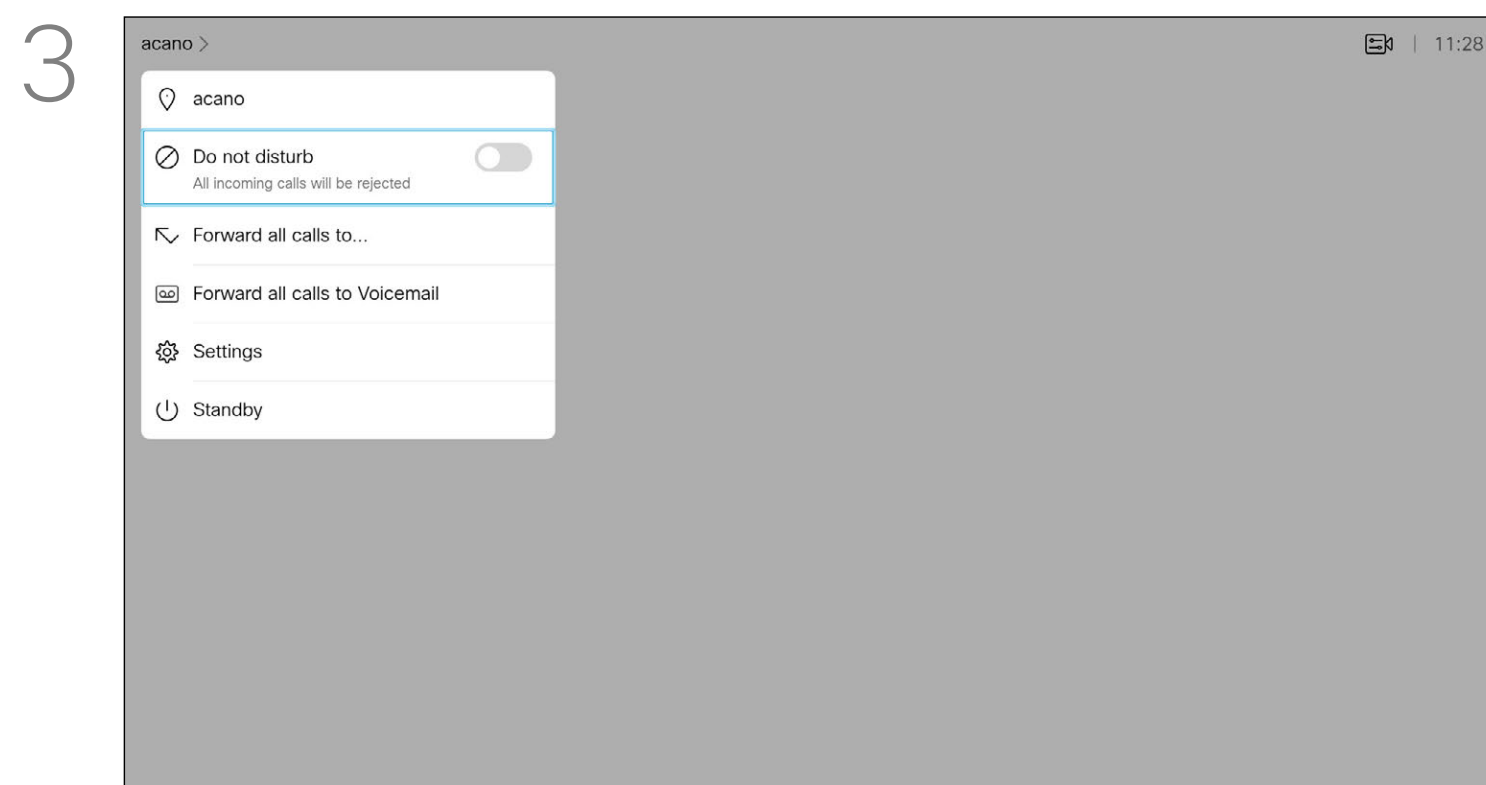 3
acano >
11:28
acano
Do not disturb
All incoming calls will be rejected
Forward all calls to...
Forward all calls to Voicemail
Settings
Standby